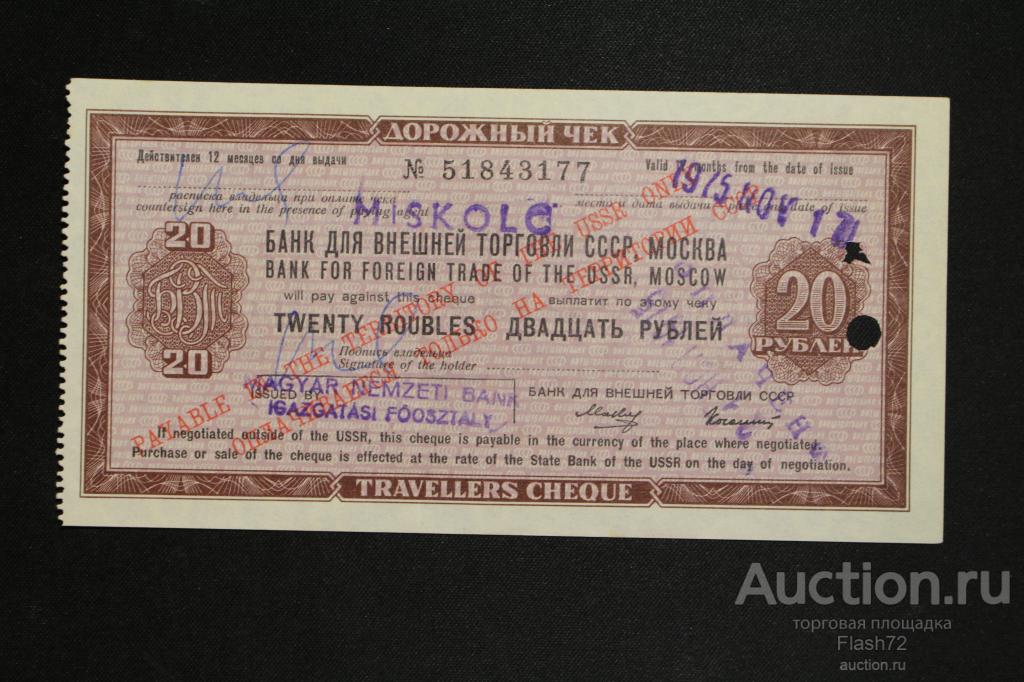 ДОРОЖНЫЙ ЧЕК
Действителен 12 месяцев со дня выдачи
№ 51843177
Valid months from the date of issue
1975 NOV 17
расписка владельца при оплате чека
countersign here in the presence of paying agent
место и дата выдачи place and date of issue
MISKOLC
20
БАНК ДЛЯ ВНЕШНЕЙ ТОРГОВЛИ СССР, МОСКВА
BANK FOR FOREIGN TRADE OF THE USSR, MOSCOW
will pay against this cheque
выплатит по этому чеку
TWENTY ROUBLES ДВАДЦАТЬ РУБЛЕЙ
20
20
РУБЛЕЙ
Подпись владельца
Signature of the holder
ISSUED BY
MAGYAR NEMZETI BANK
IGAZGATASI FŐOSZTÁLY
БАНК ДЛЯ ВНЕШНЕЙ ТОРГОВЛИ СССР
PAYABLE IN THE TERRITORY OF THE USSR ONLY
ОПЛАЧИВАЕТСЯ ТОЛЬКО НА ТЕРРИТОРИИ СССР
If negotiated outside of the USSR, this cheque is payable in the currency of the place where negotiated.
Purchase or sale of the cheque is effected at the rate of the State Bank of the USSR on the day of negotiation.
TRAVELLERS CHEQUE
Auction.ru
торговая площадка
Flash72
auction.ru